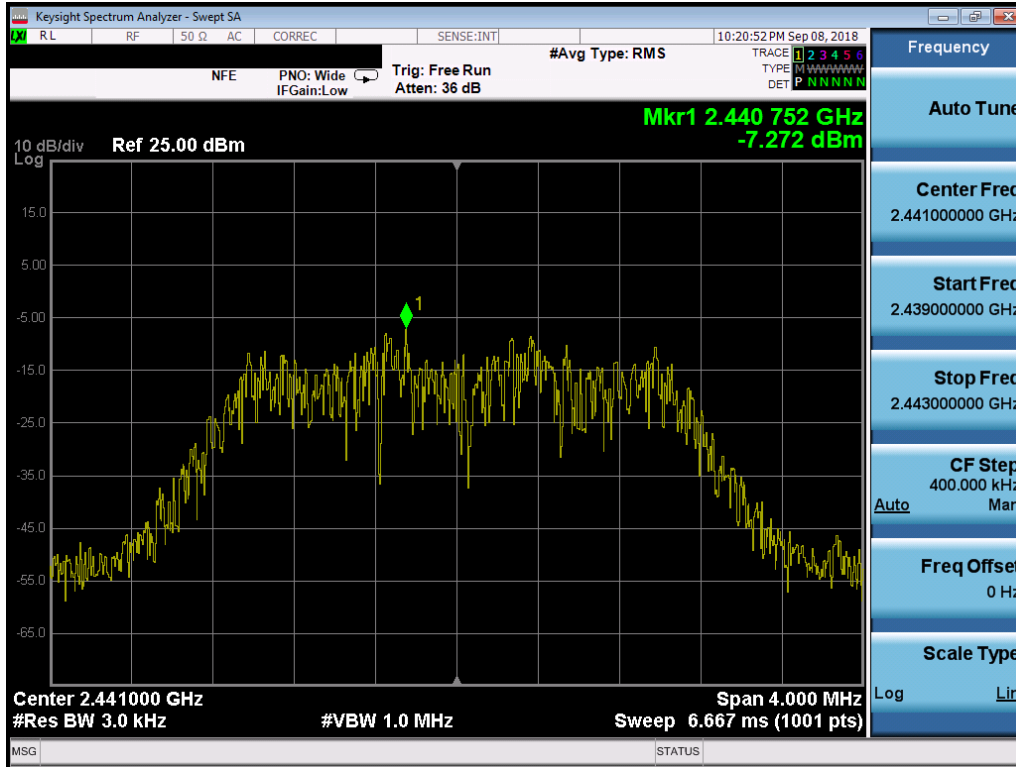 Keysight Spectrum Analyzer - Swept SA
LXI RL RF 50 Ω AC CORREC SENSE:INT 10:20:52 PM Sep 08, 2018
NFE PNO: Wide IFGain:Low
Trig: Free Run
Atten: 36 dB
#Avg Type: RMS
TRACE 1 2 3 4 5 6
TYPE M W W W W W
DET P N N N N N
Mkr1 2.440 752 GHz
-7.272 dBm
10 dB/div Ref 25.00 dBm
Log
15.0
5.00
1
-5.00
-15.0
-25.0
-35.0
-45.0
-55.0
-65.0
Center 2.441000 GHz Span 4.000 MHz
#Res BW 3.0 kHz #VBW 1.0 MHz Sweep 6.667 ms (1001 pts)
MSG STATUS
Frequency
Auto Tune
Center Freq
2.441000000 GHz
Start Freq
2.439000000 GHz
Stop Freq
2.443000000 GHz
CF Step
400.000 kHz
Auto Man
Freq Offset
0 Hz
Scale Type
Log Lin